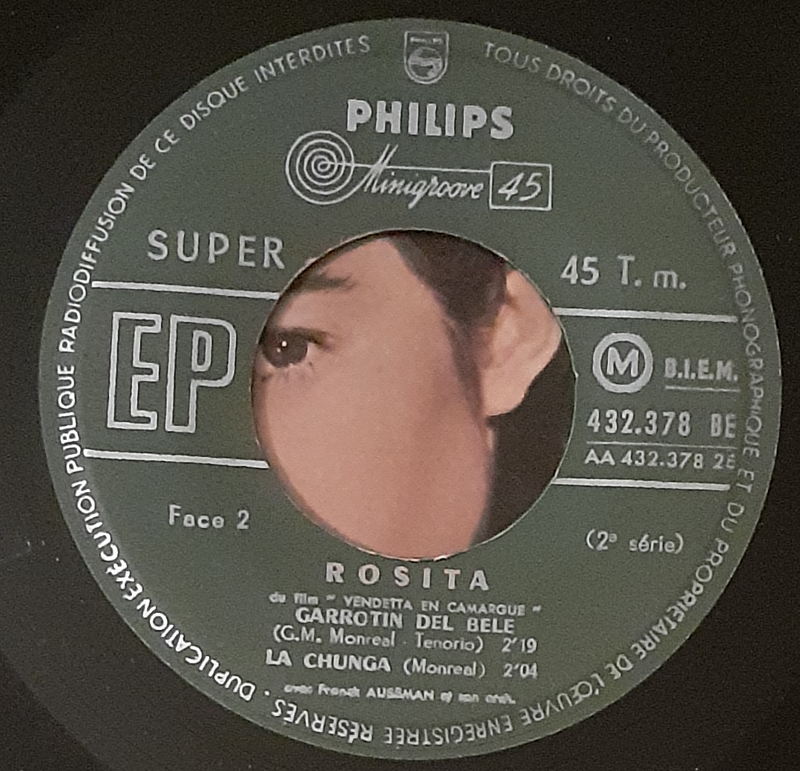 DUPLICATION EXÉCUTION PUBLIQUE RADIODIFFUSION DE CE DISQUE INTERDITES
TOUS DROITS DU PRODUCTEUR PHONOGRAPHIQUE ET DU PROPRIÉTAIRE DE L'ŒUVRE ENREGISTRÉE RÉSERVÉS •
PHILIPS
PHILIPS
Minigroove 45
SUPER
45 T. m.
EP
M B.I.E.M.
432.378 BE
AA 432.378 2E
Face 2
(2e série)
ROSITA
du film " VENDETTA EN CAMARGUE "
GARROTIN DEL BELE
(G.M. Monreal - Tenorio) 2'19
LA CHUNGA (Monreal) 2'04
avec Franck AUSSMAN et son orch.